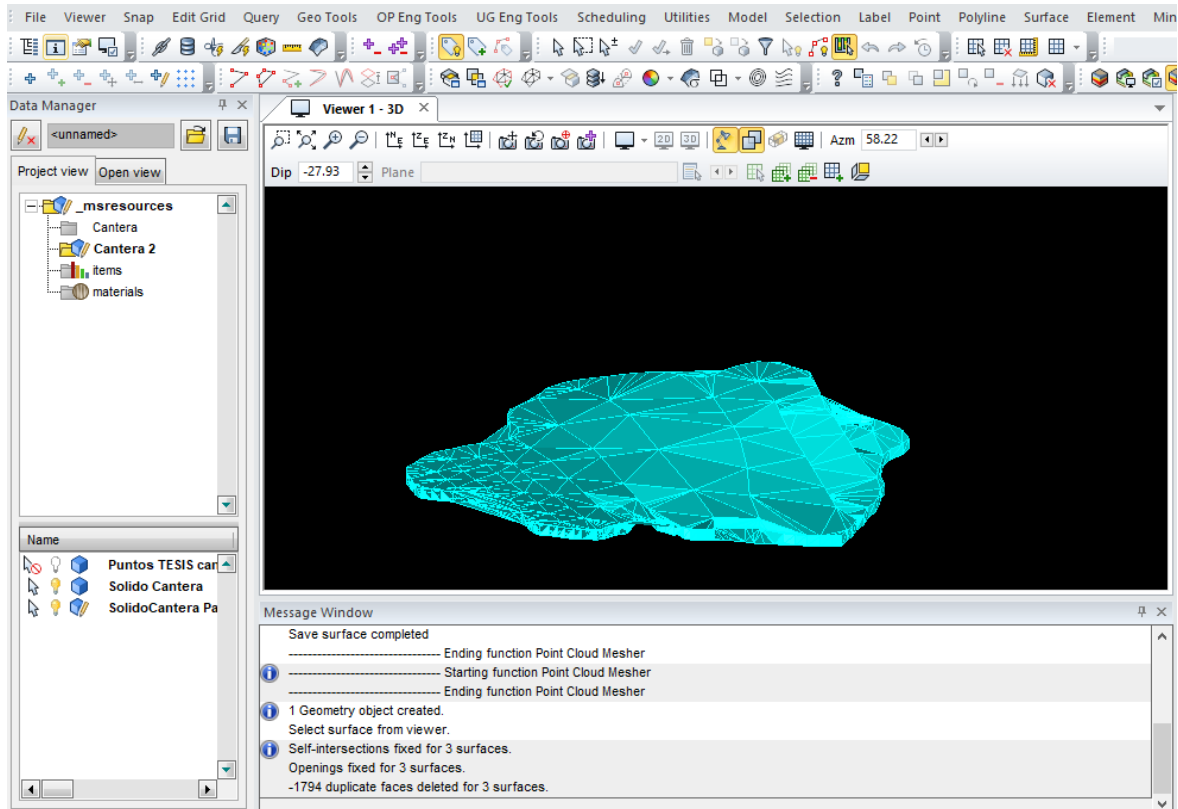 File Viewer Snap Edit Grid Query Geo Tools OP Eng Tools UG Eng Tools Scheduling Utilities Model Selection Label Point Polyline Surface Element Min
Data Manager
<unnamed>
Project view Open view
_msresources
Cantera
Cantera 2
items
materials
Name
Puntos TESIS can
Solido Cantera
SolidoCantera Pa
Viewer 1 - 3D
2D 3D Azm 58.22
Dip -27.93 Plane
Message Window
Save surface completed
--------------------------------- Ending function Point Cloud Mesher
--------------------------------- Starting function Point Cloud Mesher
--------------------------------- Ending function Point Cloud Mesher
1 Geometry object created.
Select surface from viewer.
Self-intersections fixed for 3 surfaces.
Openings fixed for 3 surfaces.
-1794 duplicate faces deleted for 3 surfaces.